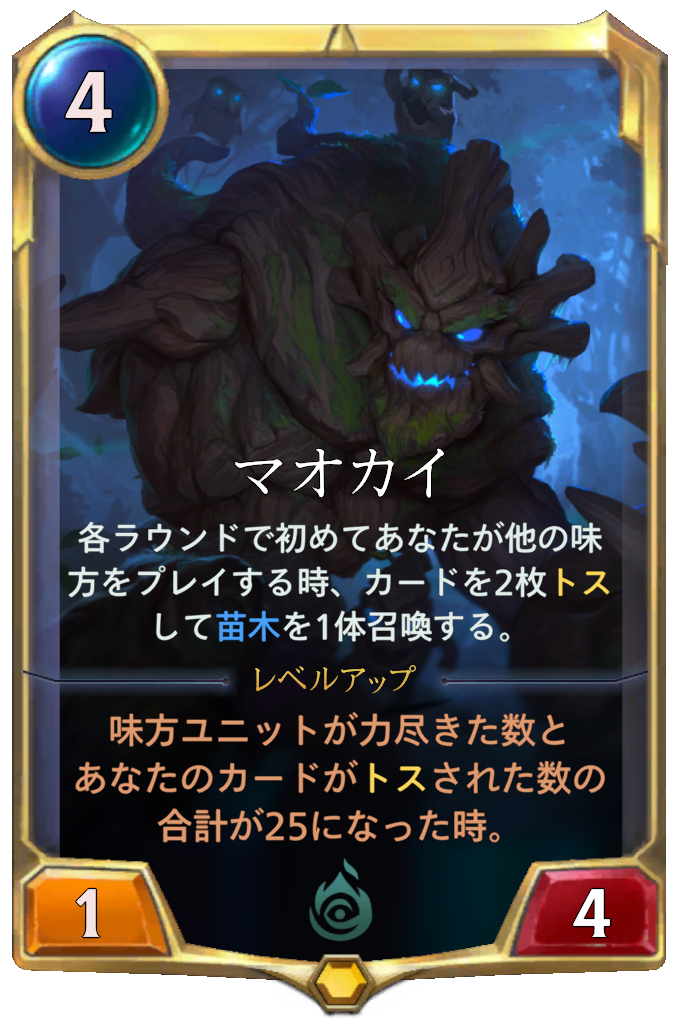 4
マオカイ
各ラウンドで初めてあなたが他の味
方をプレイする時、カードを2枚トス
して苗木を1体召喚する。
レベルアップ
味方ユニットが力尽きた数と
あなたのカードがトスされた数の
合計が25になった時。
1
4